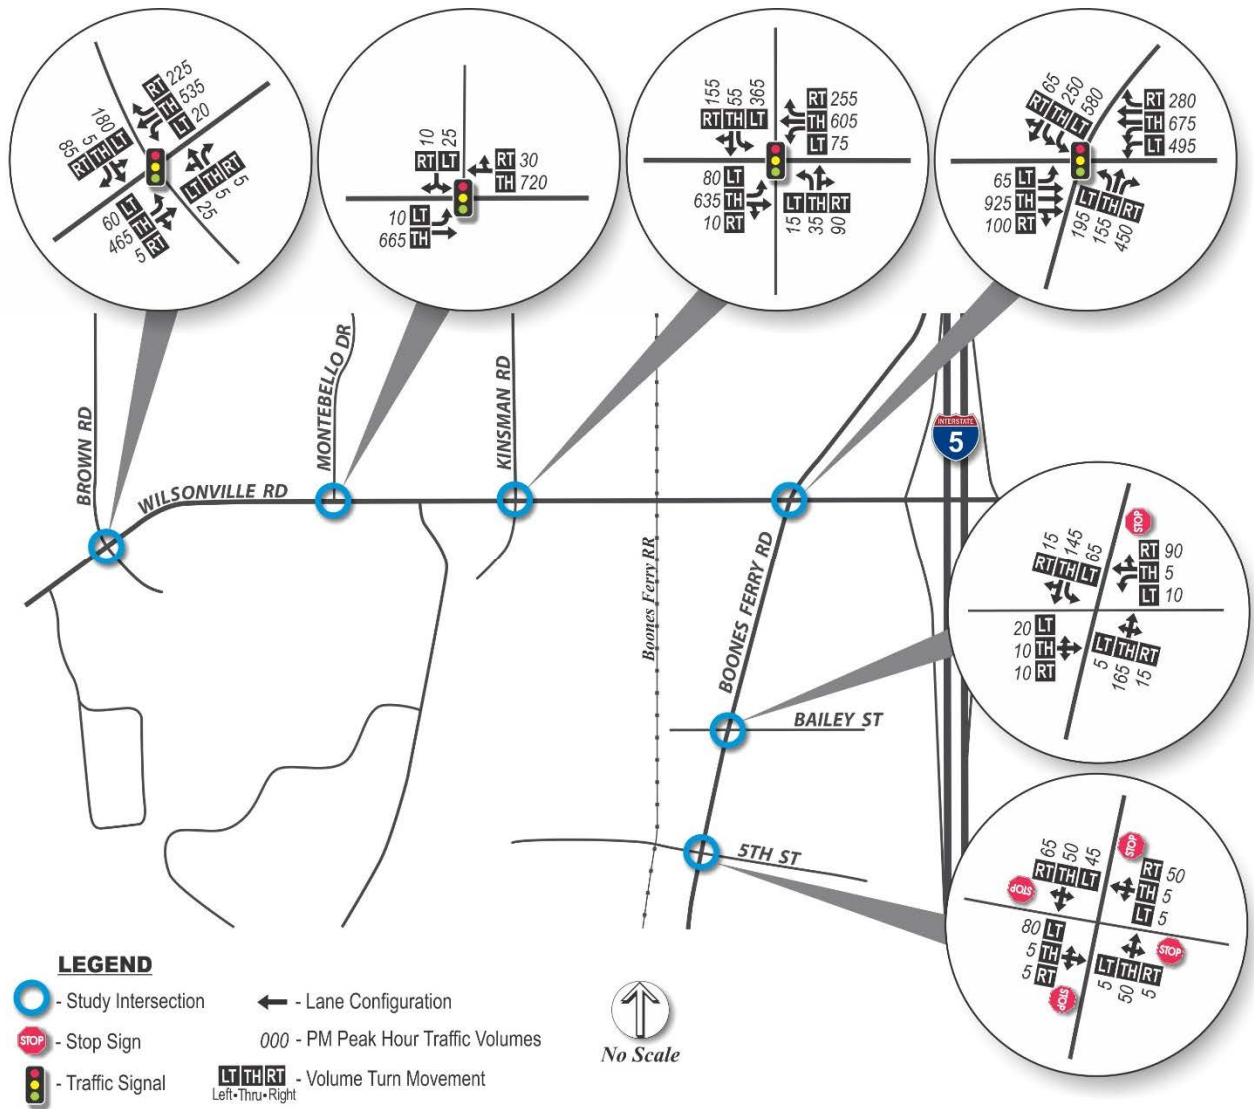 RT 225
TH 535
LT 20
180 LT
5 TH
85 RT
LT TH RT
25 5 5
60 LT
465 TH
5 RT
10 25
RT LT
RT 30
TH 720
10 LT
665 TH
155 55 365
RT TH LT
RT 255
TH 605
LT 75
80 LT
635 TH
10 RT
LT TH RT
15 35 90
65 250 580
RT TH LT
RT 280
TH 675
LT 495
65 LT
925 TH
100 RT
LT TH RT
195 155 450
BROWN RD
WILSONVILLE RD
MONTEBELLO DR
KINSMAN RD
Boones Ferry RR
BOONES FERRY RD
INTERSTATE
5
BAILEY ST
5TH ST
STOP
15 145 65
RT TH LT
RT 90
TH 5
LT 10
20 LT
10 TH
10 RT
LT TH RT
5 165 15
STOP
65 50 45
RT TH LT
RT 50
TH 5
LT 5
STOP
80 LT
5 TH
5 RT
LT TH RT
5 50 5
STOP
STOP
LEGEND
- Study Intersection
STOP - Stop Sign
- Traffic Signal
- Lane Configuration
000 - PM Peak Hour Traffic Volumes
LT TH RT - Volume Turn Movement
Left•Thru•Right
No Scale